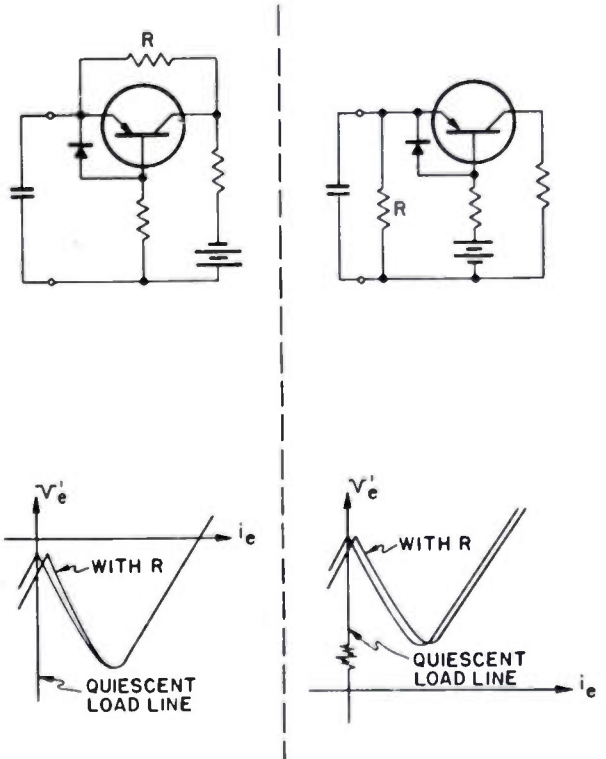 R
R
V'e
ie
WITH R
QUIESCENT
LOAD LINE
V'e
WITH R
QUIESCENT
LOAD LINE
ie